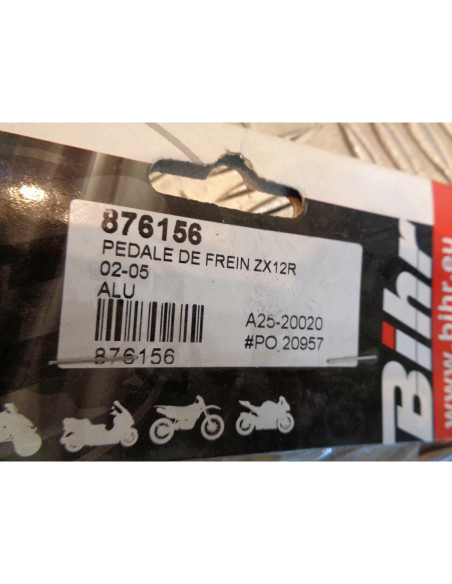 876156
PEDALE DE FREIN ZX12R
02-05
ALU
876156
A25-20020
#PO 20957
Bihr
www.bihr.eu